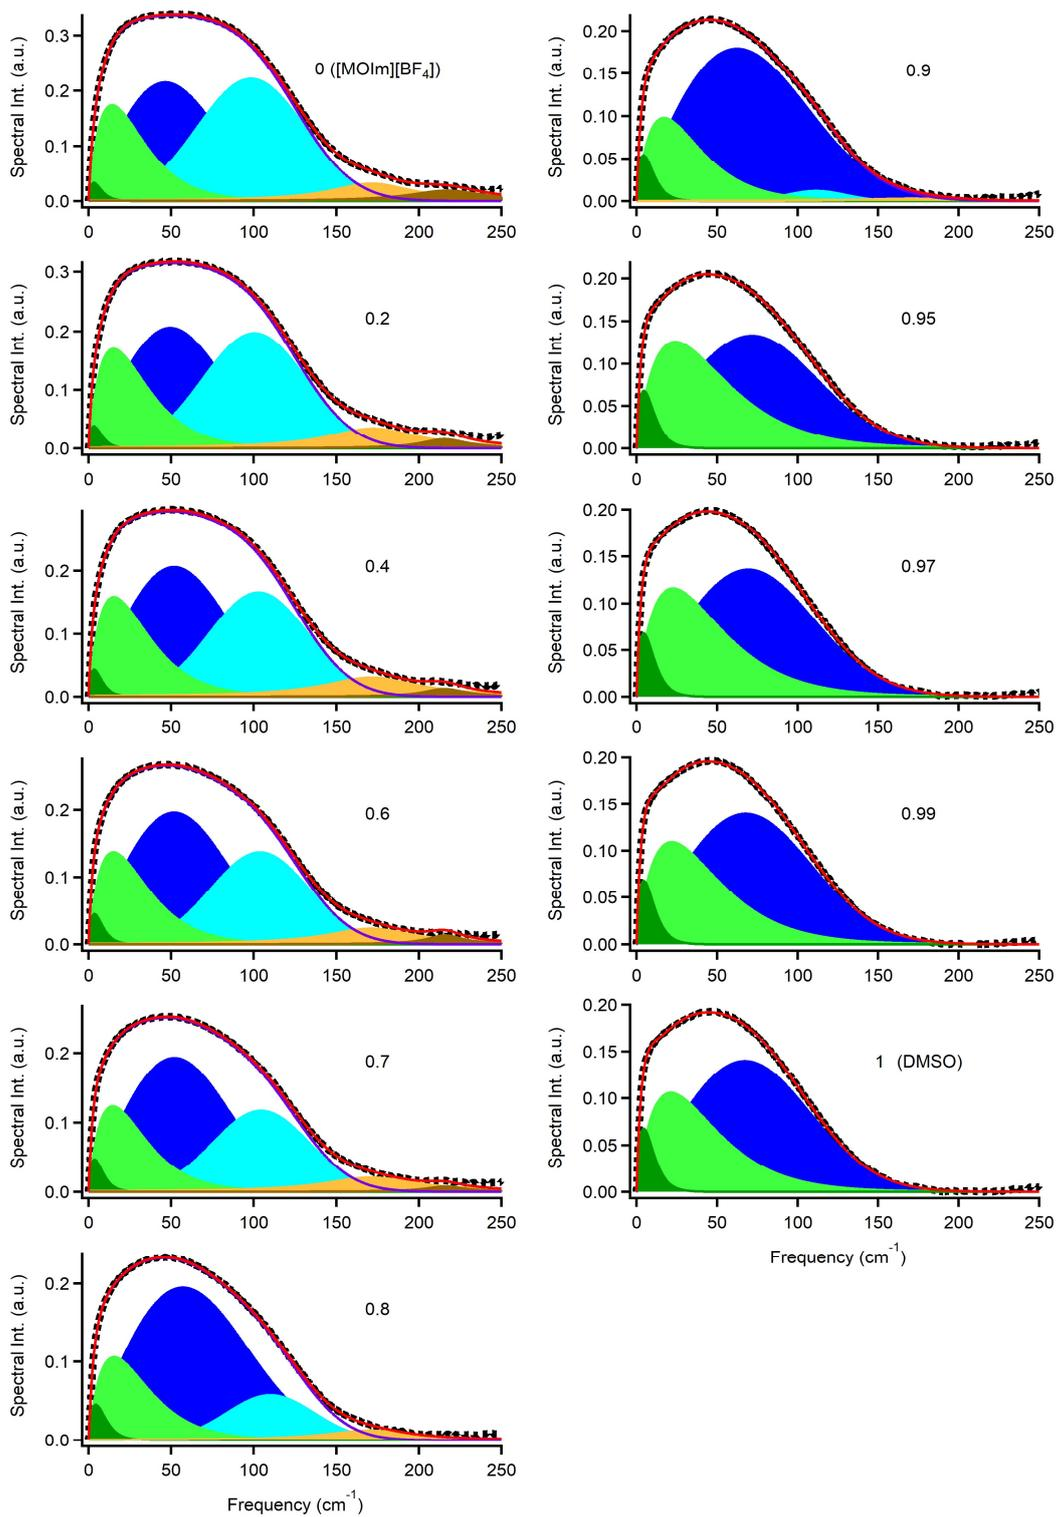 Spectral Int. (a.u.)
0.3
0.2
0.1
0.0
0 ([MOIm][BF4])
0 50 100 150 200 250
Spectral Int. (a.u.)
0.3
0.2
0.1
0.0
0.2
0 50 100 150 200 250
Spectral Int. (a.u.)
0.2
0.1
0.0
0.4
0 50 100 150 200 250
Spectral Int. (a.u.)
0.2
0.1
0.0
0.6
0 50 100 150 200 250
Spectral Int. (a.u.)
0.2
0.1
0.0
0.7
0 50 100 150 200 250
Spectral Int. (a.u.)
0.2
0.1
0.0
0.8
0 50 100 150 200 250
Frequency (cm-1)
Spectral Int. (a.u.)
0.20
0.15
0.10
0.05
0.00
0.9
0 50 100 150 200 250
Spectral Int. (a.u.)
0.20
0.15
0.10
0.05
0.00
0.95
0 50 100 150 200 250
Spectral Int. (a.u.)
0.20
0.15
0.10
0.05
0.00
0.97
0 50 100 150 200 250
Spectral Int. (a.u.)
0.20
0.15
0.10
0.05
0.00
0.99
0 50 100 150 200 250
Spectral Int. (a.u.)
0.20
0.15
0.10
0.05
0.00
1 (DMSO)
0 50 100 150 200 250
Frequency (cm-1)